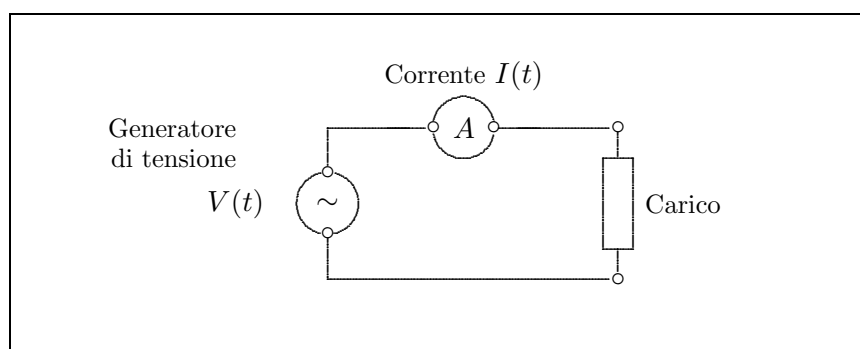 Corrente I(t)
Generatore
di tensione
A
V(t)
~
Carico